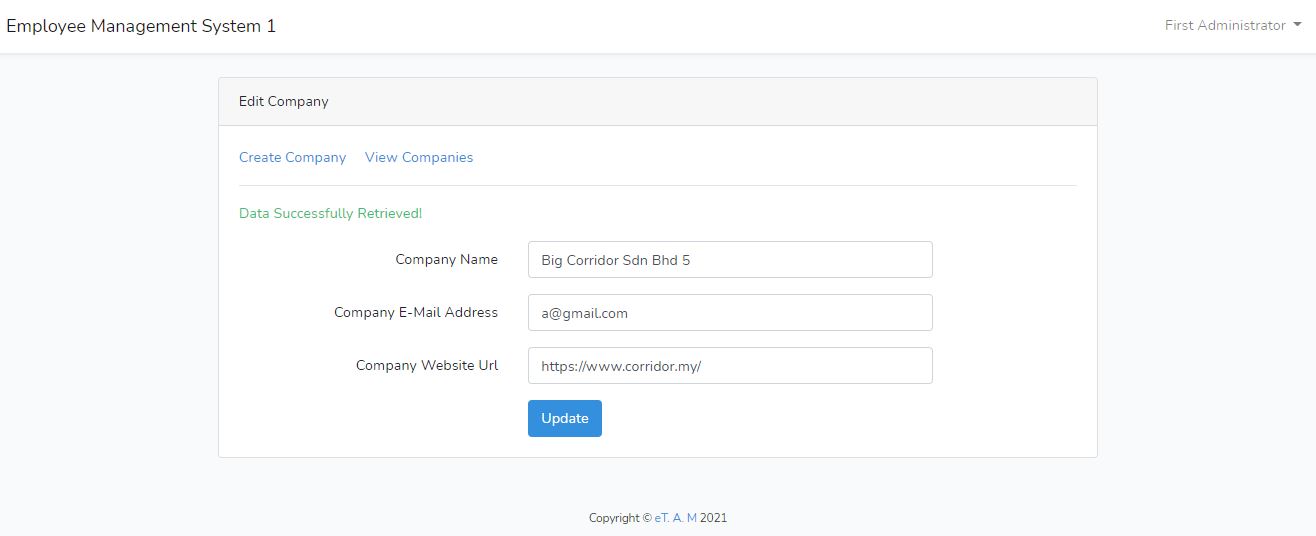 Employee Management System 1
First Administrator
Edit Company
Create Company View Companies
Data Successfully Retrieved!
Company Name Big Corridor Sdn Bhd 5
Company E-Mail Address a@gmail.com
Company Website Url https://www.corridor.my/
Update
Copyright © eT. A. M 2021